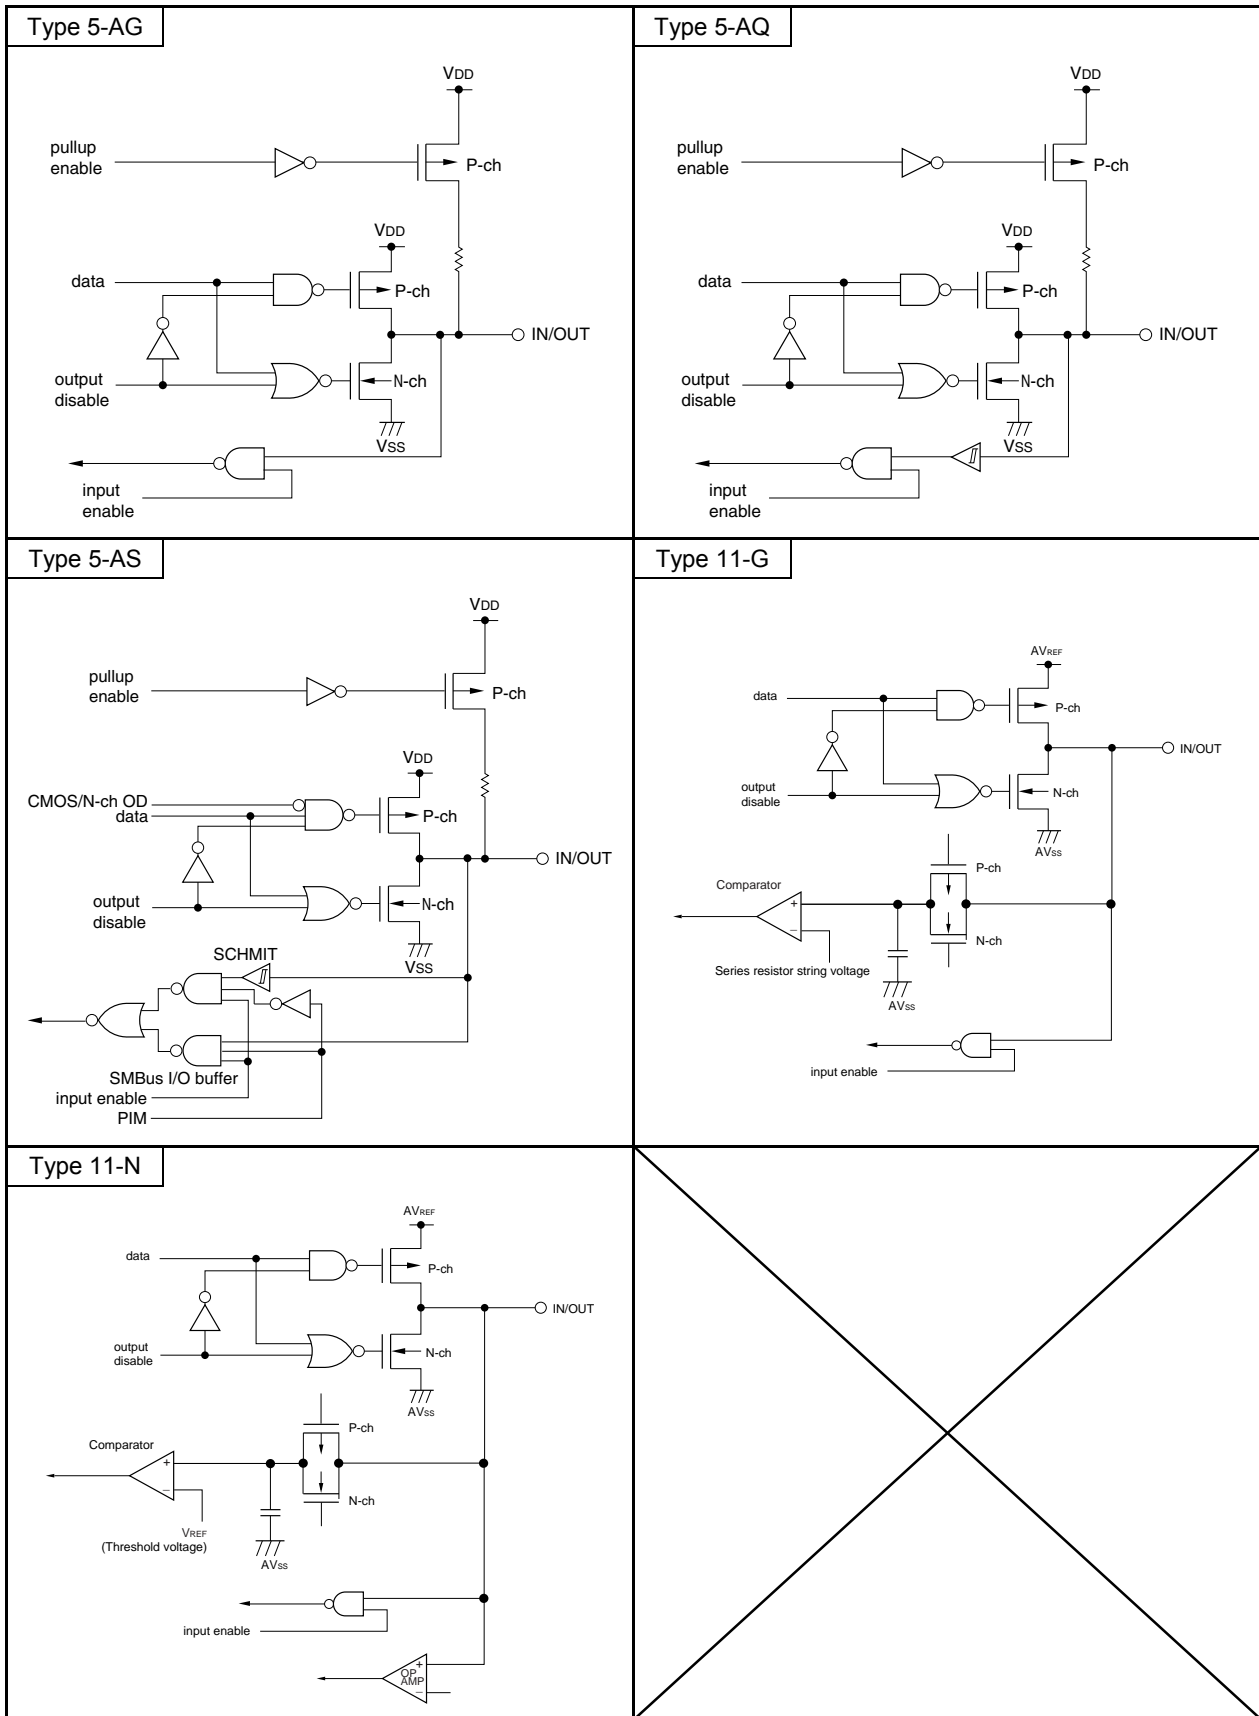 Type 5-AG
VDD
pullup
enable
P-ch
VDD
data
P-ch
IN/OUT
output
disable
N-ch
VSS
input
enable
Type 5-AQ
VDD
pullup
enable
P-ch
VDD
data
P-ch
IN/OUT
output
disable
N-ch
VSS
input
enable
Type 5-AS
VDD
pullup
enable
P-ch
VDD
CMOS/N-ch OD
data
P-ch
IN/OUT
output
disable
N-ch
SCHMIT
VSS
SMBus I/O buffer
input enable
PIM
Type 11-G
AVREF
data
P-ch
IN/OUT
output
disable
N-ch
AVSS
P-ch
Comparator
+
−
N-ch
Series resistor string voltage
AVSS
input enable
Type 11-N
AVREF
data
P-ch
IN/OUT
output
disable
N-ch
AVSS
P-ch
Comparator
+
−
N-ch
VREF
(Threshold voltage)
AVSS
input enable
+
OP
AMP
−